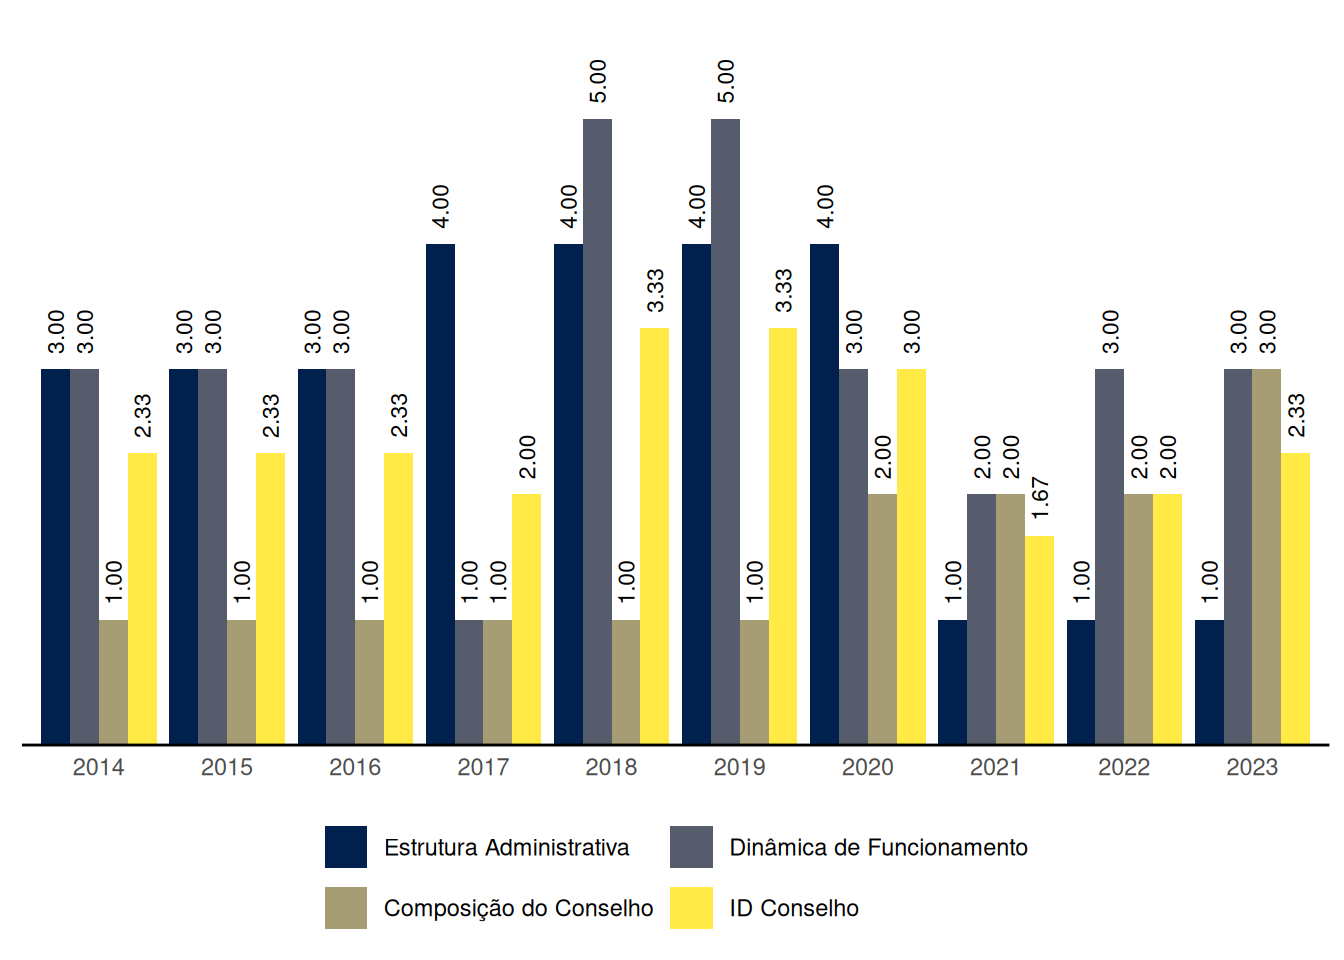 3.00 3.00 1.00 2.33
3.00 3.00 1.00 2.33
3.00 3.00 1.00 2.33
4.00 1.00 1.00 2.00
4.00 5.00 1.00 3.33
4.00 5.00 1.00 3.33
4.00 3.00 2.00 3.00
1.00 2.00 2.00 1.67
1.00 3.00 2.00 2.00
1.00 3.00 3.00 2.33
2014 2015 2016 2017 2018 2019 2020 2021 2022 2023
Estrutura Administrativa Dinâmica de Funcionamento
Composição do Conselho ID Conselho